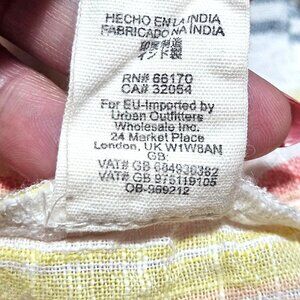 HECHO EN LA INDIA
FABRICADO NA INDIA
印度制造
インド製
RN# 66170
CA# 32054
For EU-Imported by
Urban Outfitters
Wholesale Inc.
24 Market Place
London, UK W1W8AN
GB
VAT# GB 684930382
VAT# GB 975119105
OB-969212